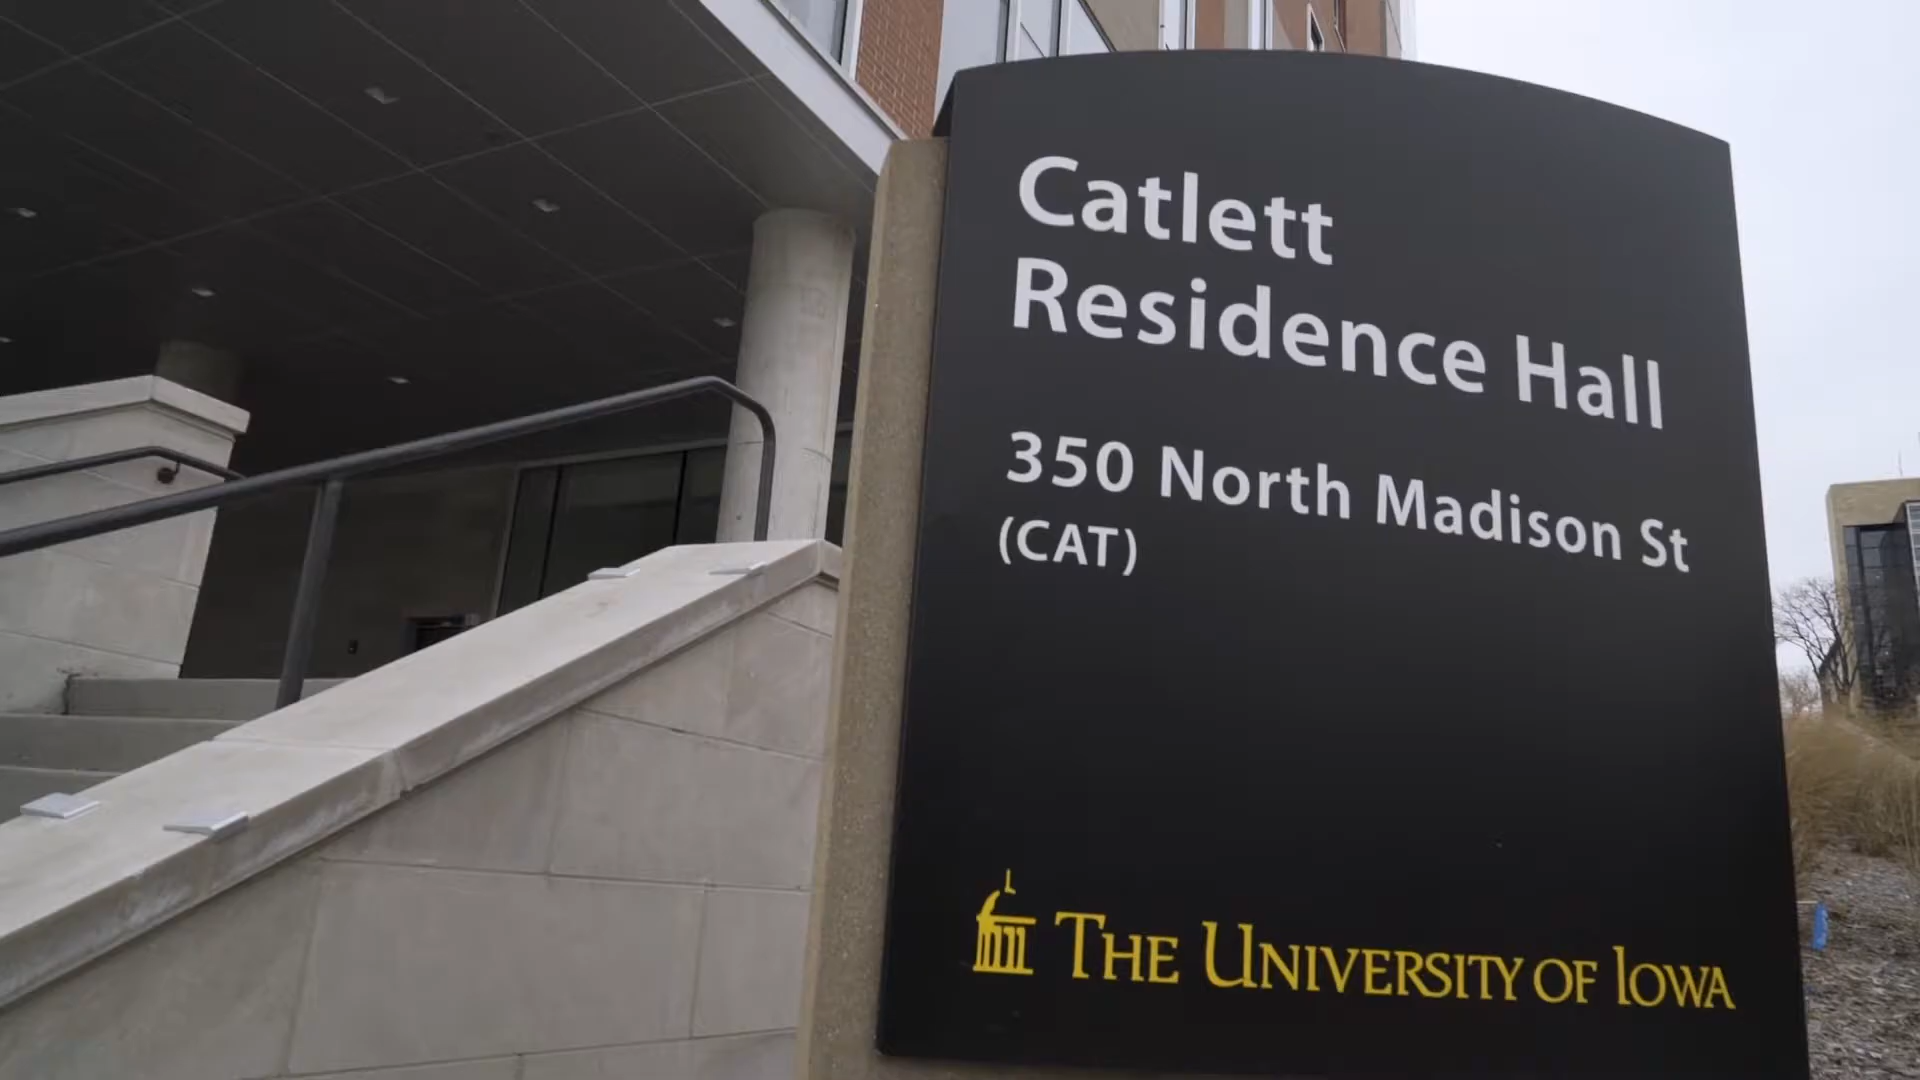 Catlett
Residence Hall
350 North Madison St
(CAT)
THE UNIVERSITY OF IOWA